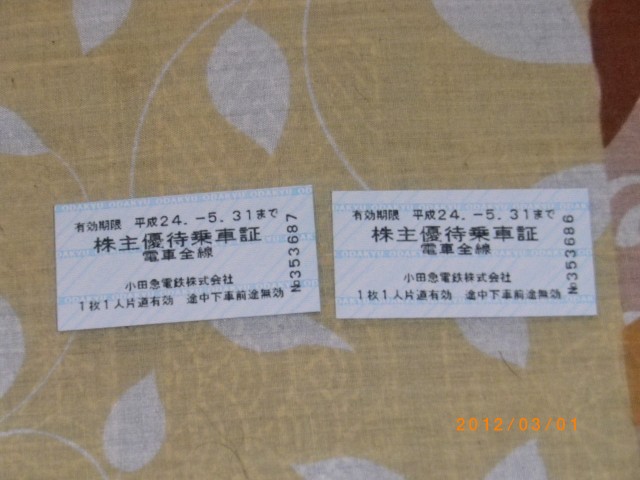 有効期限 平成24.-5.31まで
株主優待乗車証
電車全線
小田急電鉄株式会社
1枚1人片道有効 途中下車前途無効
№353687
有効期限 平成24.-5.31まで
株主優待乗車証
電車全線
小田急電鉄株式会社
1枚1人片道有効 途中下車前途無効
№353686
2012/03/01